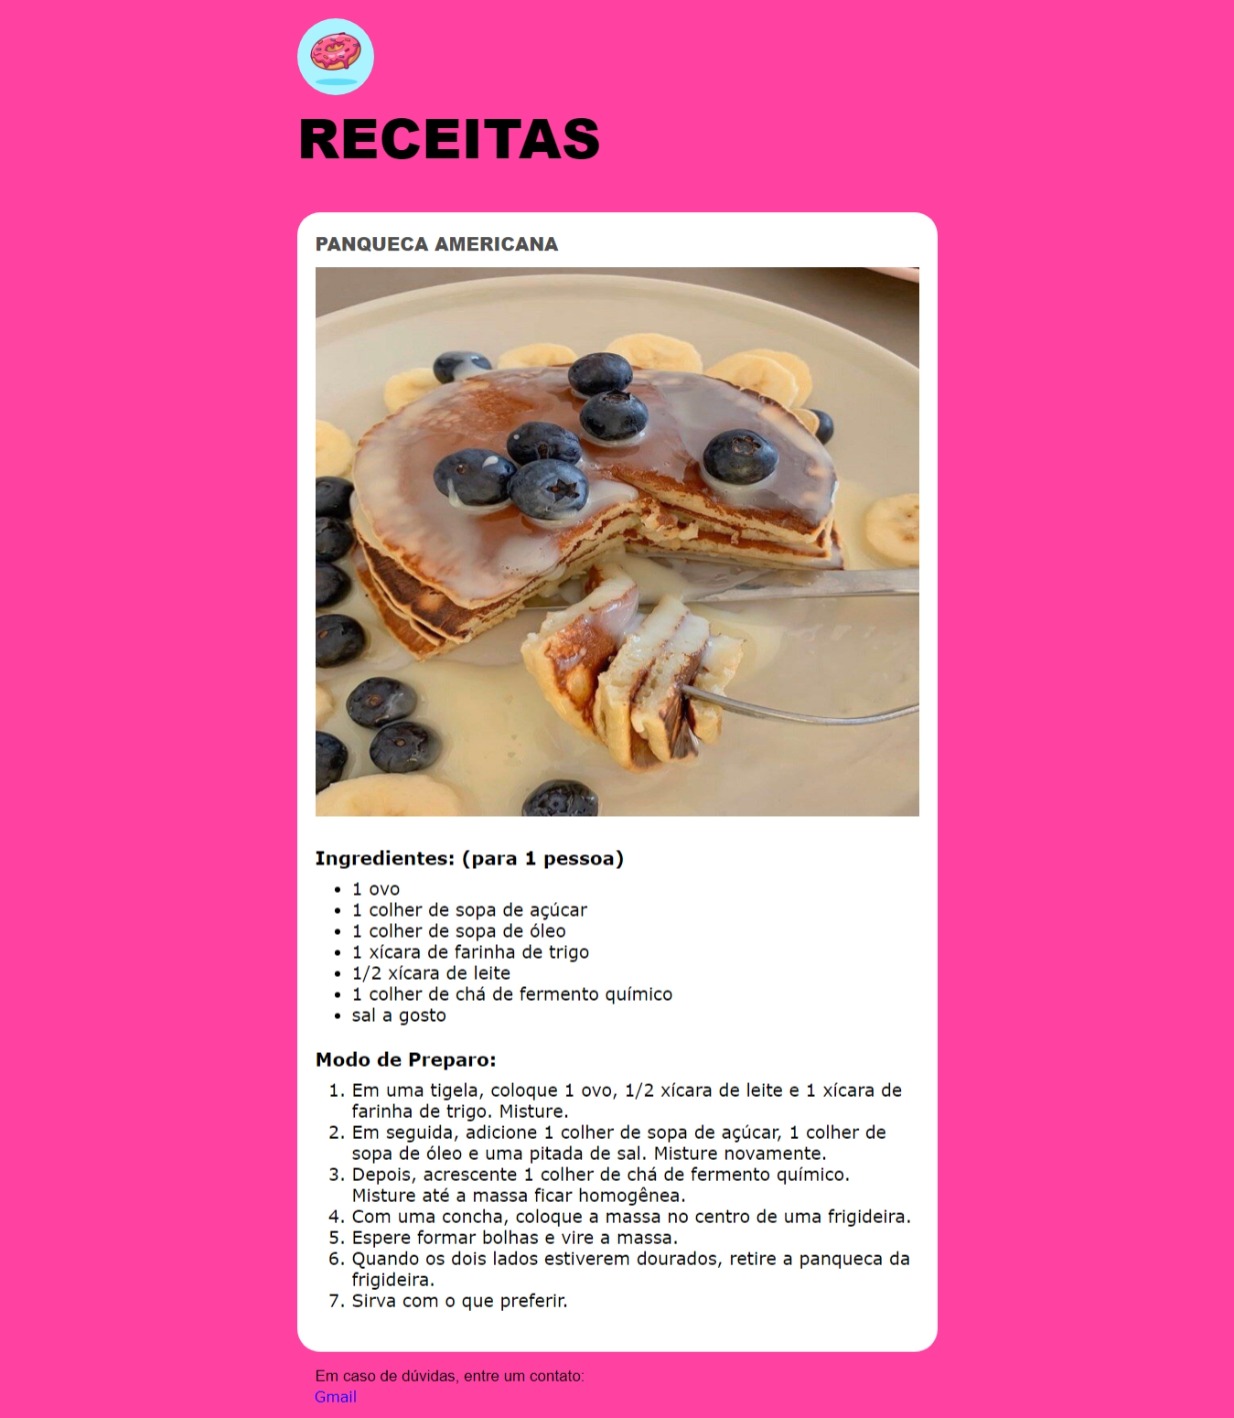 RECEITAS
PANQUECA AMERICANA
Ingredientes: (para 1 pessoa)
• 1 ovo
• 1 colher de sopa de açúcar
• 1 colher de sopa de óleo
• 1 xícara de farinha de trigo
• 1/2 xícara de leite
• 1 colher de chá de fermento químico
• sal a gosto
Modo de Preparo:
1. Em uma tigela, coloque 1 ovo, 1/2 xícara de leite e 1 xícara de
farinha de trigo. Misture.
2. Em seguida, adicione 1 colher de sopa de açúcar, 1 colher de
sopa de óleo e uma pitada de sal. Misture novamente.
3. Depois, acrescente 1 colher de chá de fermento químico.
Misture até a massa ficar homogênea.
4. Com uma concha, coloque a massa no centro de uma frigideira.
5. Espere formar bolhas e vire a massa.
6. Quando os dois lados estiverem dourados, retire a panqueca da
frigideira.
7. Sirva com o que preferir.
Em caso de dúvidas, entre um contato:
Gmail